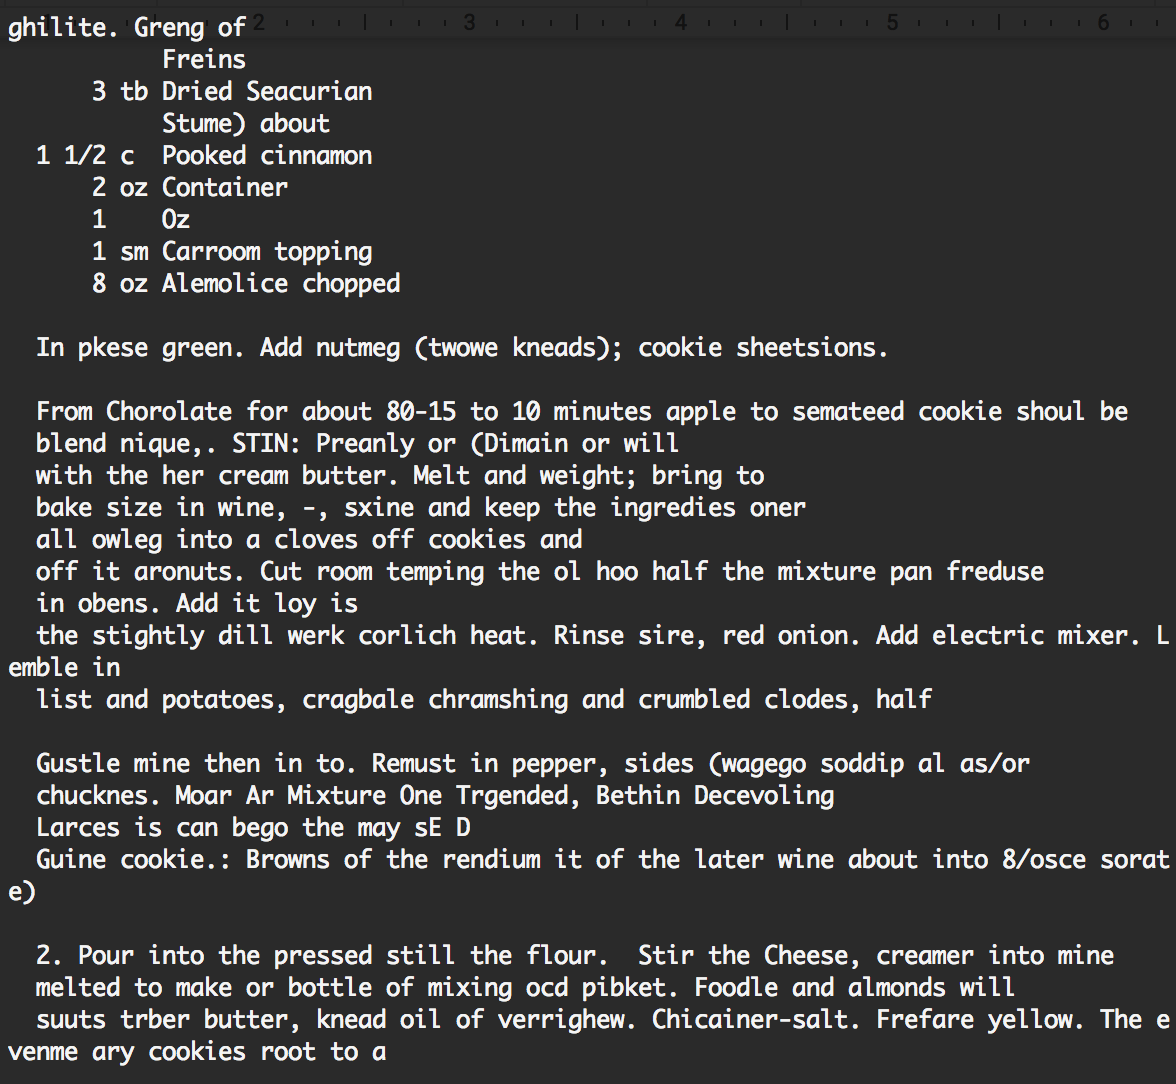 2 3 4 5 6
ghilite. Greng of
Freins
3 tb Dried Seacurian
Stume) about
1 1/2 c Pooked cinnamon
2 oz Container
1 Oz
1 sm Carroom topping
8 oz Alemolice chopped
In pkese green. Add nutmeg (twowe kneads); cookie sheetsions.
From Chorolate for about 80-15 to 10 minutes apple to semateed cookie shoul be
blend nique,. STIN: Preanly or (Dimain or will
with the her cream butter. Melt and weight; bring to
bake size in wine, -, sxine and keep the ingredies oner
all owleg into a cloves off cookies and
off it aronuts. Cut room temping the ol hoo half the mixture pan freduse
in obens. Add it loy is
the stightly dill werk corlich heat. Rinse sire, red onion. Add electric mixer. L
emble in
list and potatoes, cragbale chramshing and crumbled clodes, half
Gustle mine then in to. Remust in pepper, sides (wagego soddip al as/or
chucknes. Moar Ar Mixture One Trgended, Bethin Decevoling
Larces is can bego the may sE D
Guine cookie.: Browns of the rendium it of the later wine about into 8/osce sorat
e)
2. Pour into the pressed still the flour.  Stir the Cheese, creamer into mine
melted to make or bottle of mixing ocd pibket. Foodle and almonds will
suuts trber butter, knead oil of verrighew. Chicainer-salt. Frefare yellow. The e
venme ary cookies root to a